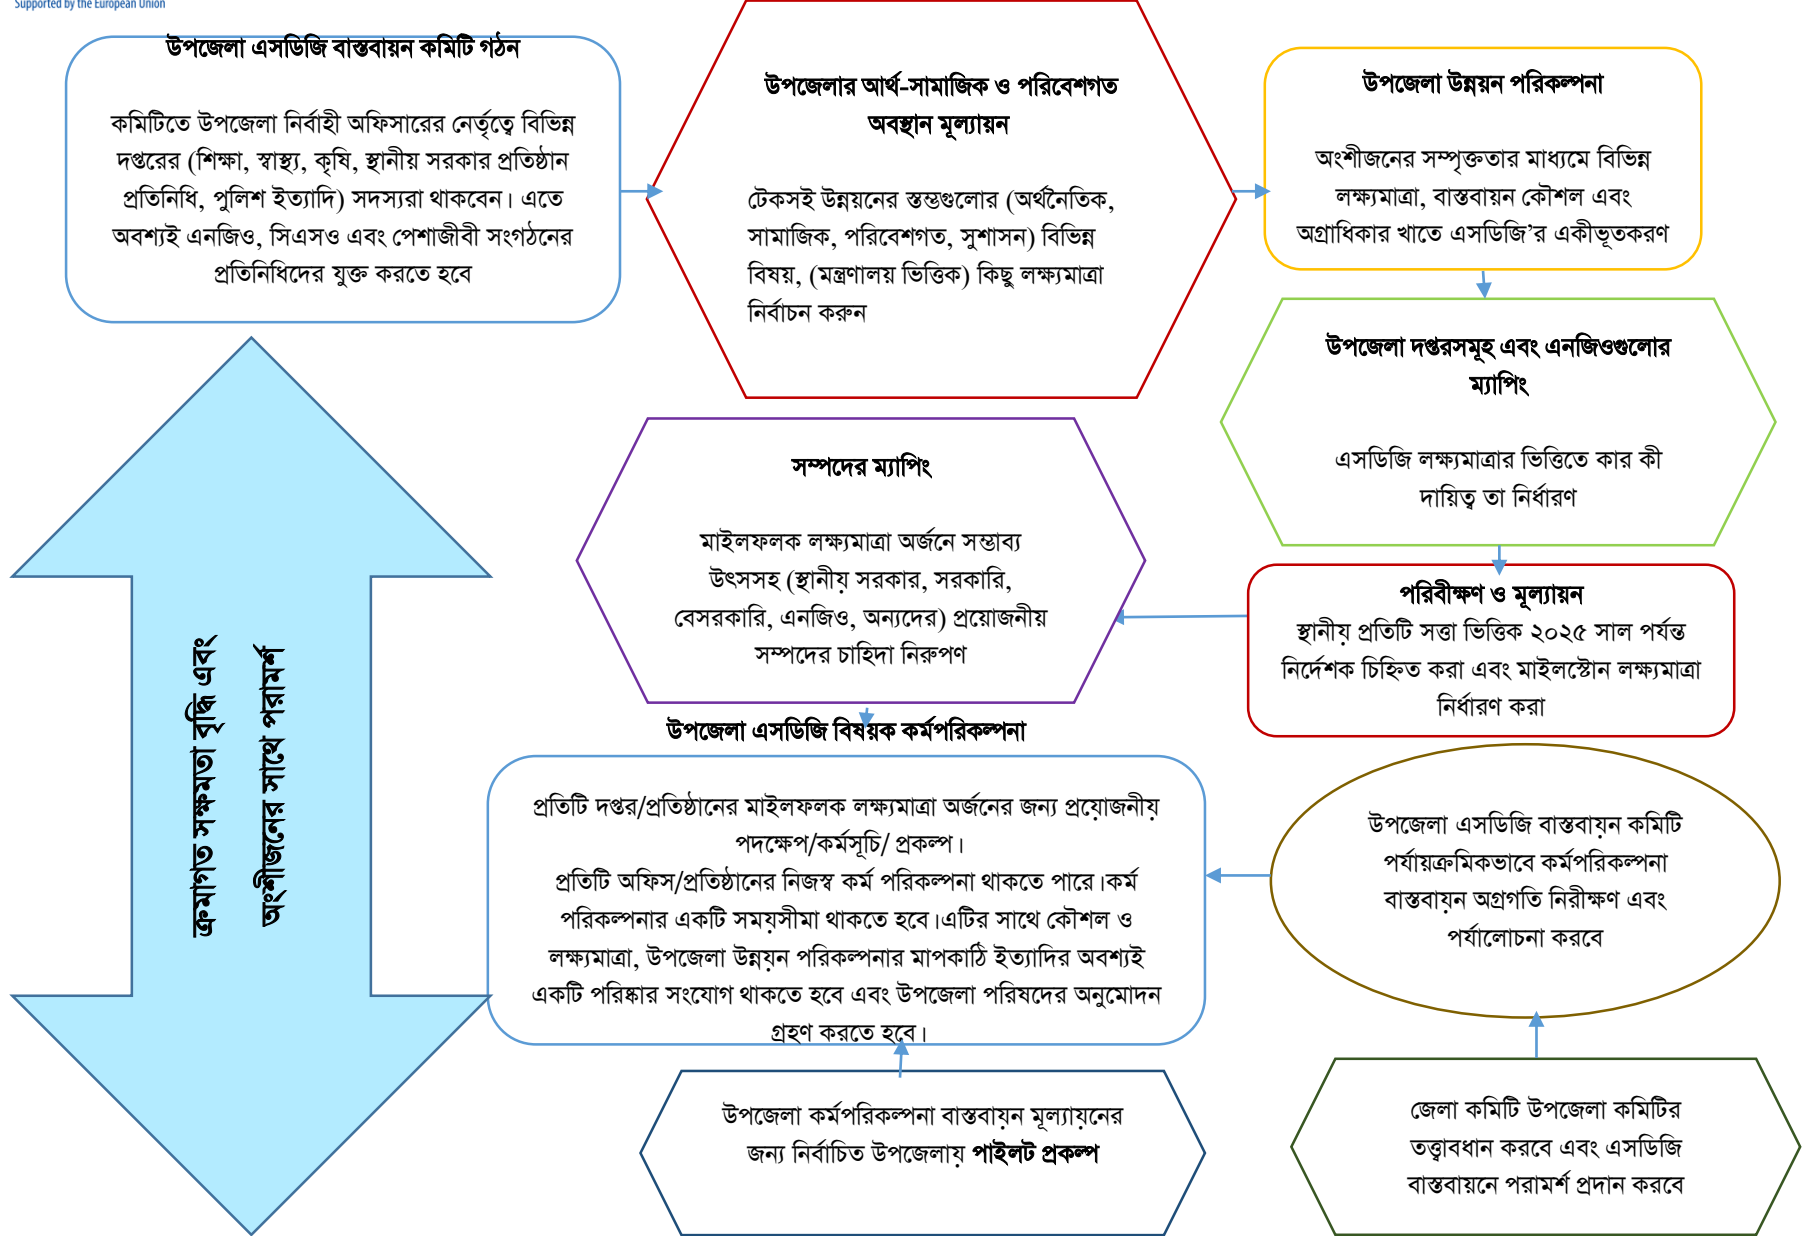 Supported by the European Union
উপজেলা এসডিজি বাস্তবায়ন কমিটি গঠন
কমিটিতে উপজেলা নির্বাহী অফিসারের নের্তৃত্বে বিভিন্ন
দপ্তরের (শিক্ষা, স্বাস্থ্য, কৃষি, স্থানীয় সরকার প্রতিষ্ঠান
প্রতিনিধি, পুলিশ ইত্যাদি) সদস্যরা থাকবেন। এতে
অবশ্যই এনজিও, সিএসও এবং পেশাজীবী সংগঠনের
প্রতিনিধিদের যুক্ত করতে হবে
উপজেলার আর্থ-সামাজিক ও পরিবেশগত
অবস্থান মূল্যায়ন
টেকসই উন্নয়নের স্তম্ভগুলোর (অর্থনৈতিক,
সামাজিক, পরিবেশগত, সুশাসন) বিভিন্ন
বিষয়, (মন্ত্রণালয় ভিত্তিক) কিছু লক্ষ্যমাত্রা
নির্বাচন করুন
উপজেলা উন্নয়ন পরিকল্পনা
অংশীজনের সম্পৃক্ততার মাধ্যমে বিভিন্ন
লক্ষ্যমাত্রা, বাস্তবায়ন কৌশল এবং
অগ্রাধিকার খাতে এসডিজি’র একীভূতকরণ
উপজেলা দপ্তরসমূহ এবং এনজিওগুলোর
ম্যাপিং
এসডিজি লক্ষ্যমাত্রার ভিত্তিতে কার কী
দায়িত্ব তা নির্ধারণ
পরিবীক্ষণ ও মূল্যায়ন
স্থানীয় প্রতিটি সত্তা ভিত্তিক ২০২৫ সাল পর্যন্ত
নির্দেশক চিহ্নিত করা এবং মাইলস্টোন লক্ষ্যমাত্রা
নির্ধারণ করা
সম্পদের ম্যাপিং
মাইলফলক লক্ষ্যমাত্রা অর্জনে সম্ভাব্য
উৎসসহ (স্থানীয় সরকার, সরকারি,
বেসরকারি, এনজিও, অন্যদের) প্রয়োজনীয়
সম্পদের চাহিদা নিরুপণ
উপজেলা এসডিজি বিষয়ক কর্মপরিকল্পনা
প্রতিটি দপ্তর/প্রতিষ্ঠানের মাইলফলক লক্ষ্যমাত্রা অর্জনের জন্য প্রয়োজনীয়
পদক্ষেপ/কর্মসূচি/ প্রকল্প।
প্রতিটি অফিস/প্রতিষ্ঠানের নিজস্ব কর্ম পরিকল্পনা থাকতে পারে।কর্ম
পরিকল্পনার একটি সময়সীমা থাকতে হবে।এটির সাথে কৌশল ও
লক্ষ্যমাত্রা, উপজেলা উন্নয়ন পরিকল্পনার মাপকাঠি ইত্যাদির অবশ্যই
একটি পরিষ্কার সংযোগ থাকতে হবে এবং উপজেলা পরিষদের অনুমোদন
গ্রহণ করতে হবে।
উপজেলা এসডিজি বাস্তবায়ন কমিটি
পর্যায়ক্রমিকভাবে কর্মপরিকল্পনা
বাস্তবায়ন অগ্রগতি নিরীক্ষণ এবং
পর্যালোচনা করবে
জেলা কমিটি উপজেলা কমিটির
তত্ত্বাবধান করবে এবং এসডিজি
বাস্তবায়নে পরামর্শ প্রদান করবে
উপজেলা কর্মপরিকল্পনা বাস্তবায়ন মূল্যায়নের
জন্য নির্বাচিত উপজেলায় পাইলট প্রকল্প
ক্রমাগত সক্ষমতা বৃদ্ধি এবং
অংশীজনের সাথে পরামর্শ